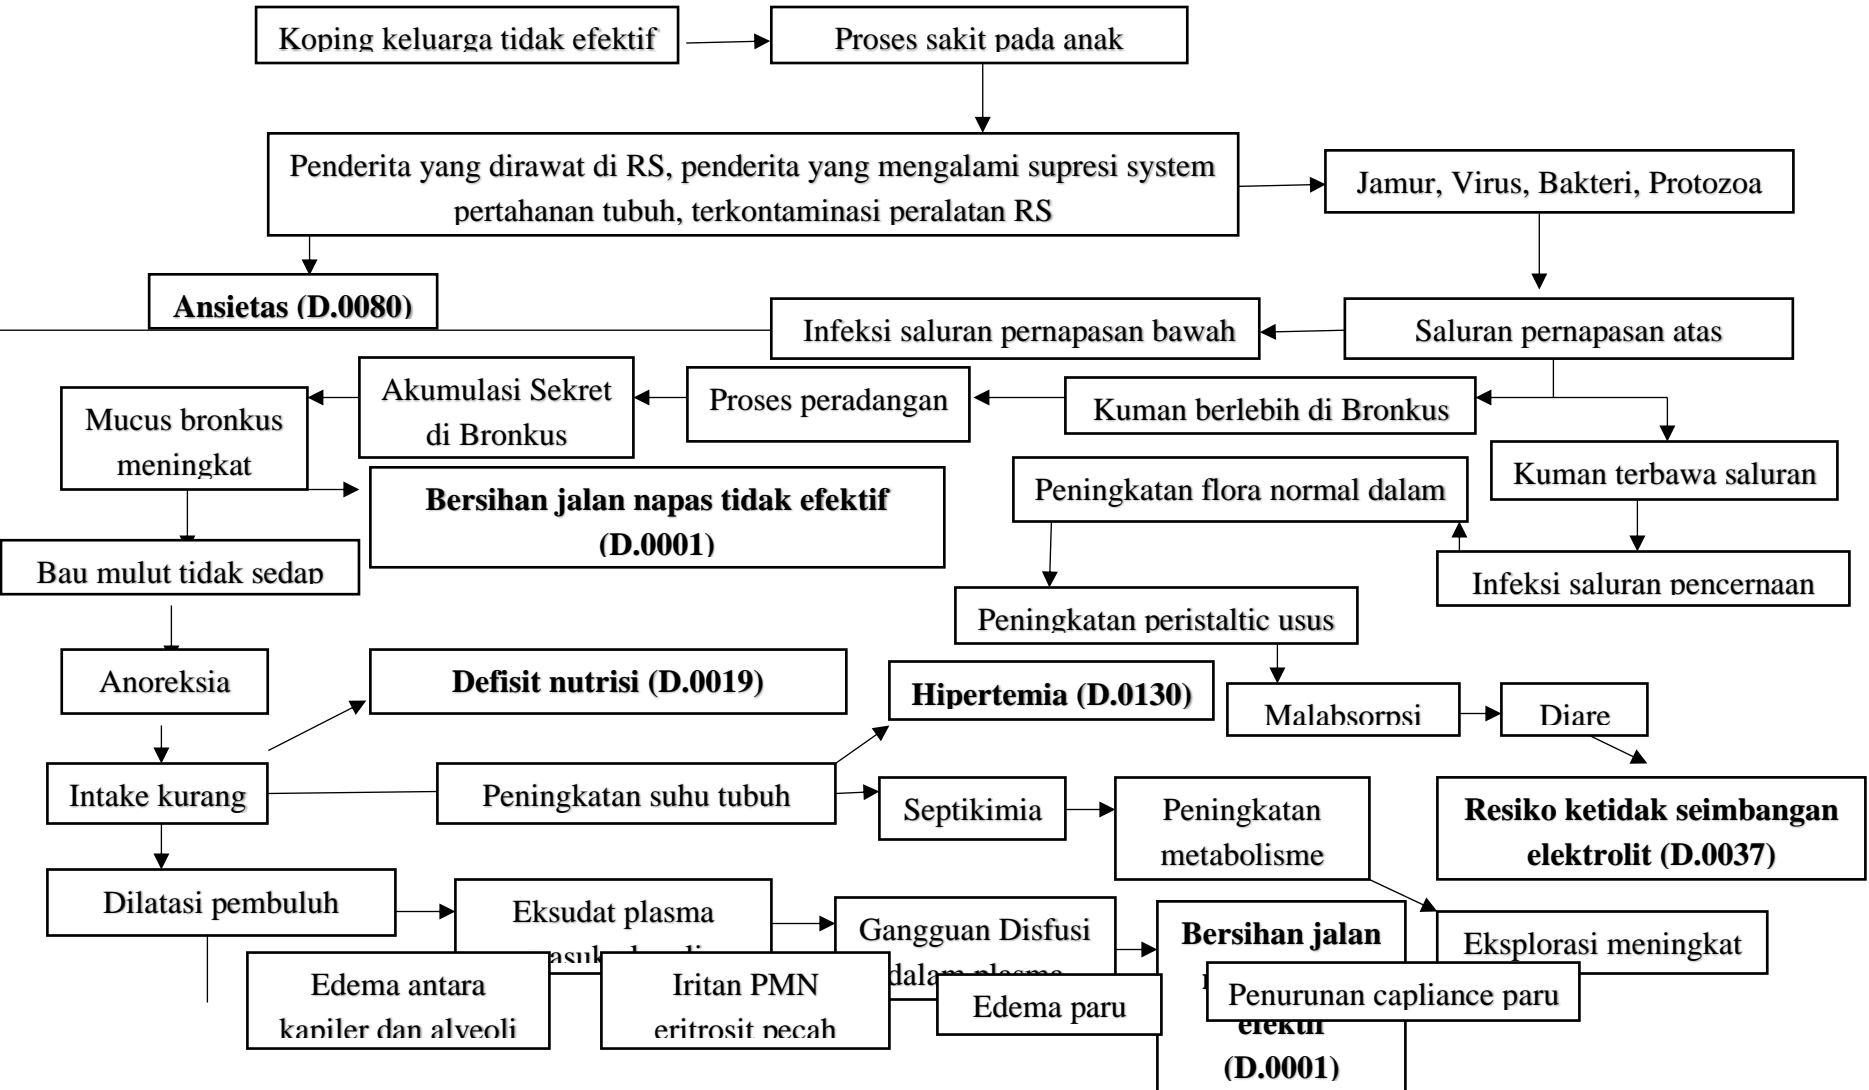 Koping keluarga tidak efektif
Proses sakit pada anak
Penderita yang dirawat di RS, penderita yang mengalami supresi system
pertahanan tubuh, terkontaminasi peralatan RS
Jamur, Virus, Bakteri, Protozoa
Ansietas (D.0080)
Infeksi saluran pernapasan bawah
Saluran pernapasan atas
Mucus bronkus
meningkat
Akumulasi Sekret
di Bronkus
Proses peradangan
Kuman berlebih di Bronkus
Kuman terbawa saluran
Bersihan jalan napas tidak efektif
(D.0001)
Peningkatan flora normal dalam
Infeksi saluran pencernaan
Bau mulut tidak sedap
Peningkatan peristaltic usus
Anoreksia
Defisit nutrisi (D.0019)
Hipertemia (D.0130)
Malabsorpsi
Diare
Intake kurang
Peningkatan suhu tubuh
Septikimia
Peningkatan
metabolisme
Resiko ketidak seimbangan
elektrolit (D.0037)
Dilatasi pembuluh
Eksudat plasma
Gangguan Disfusi
dalam plasma
Bersihan jalan
efektif
(D.0001)
Eksplorasi meningkat
Edema antara
kapiler dan alveoli
Iritan PMN
eritrosit pecah
Edema paru
Penurunan capliance paru